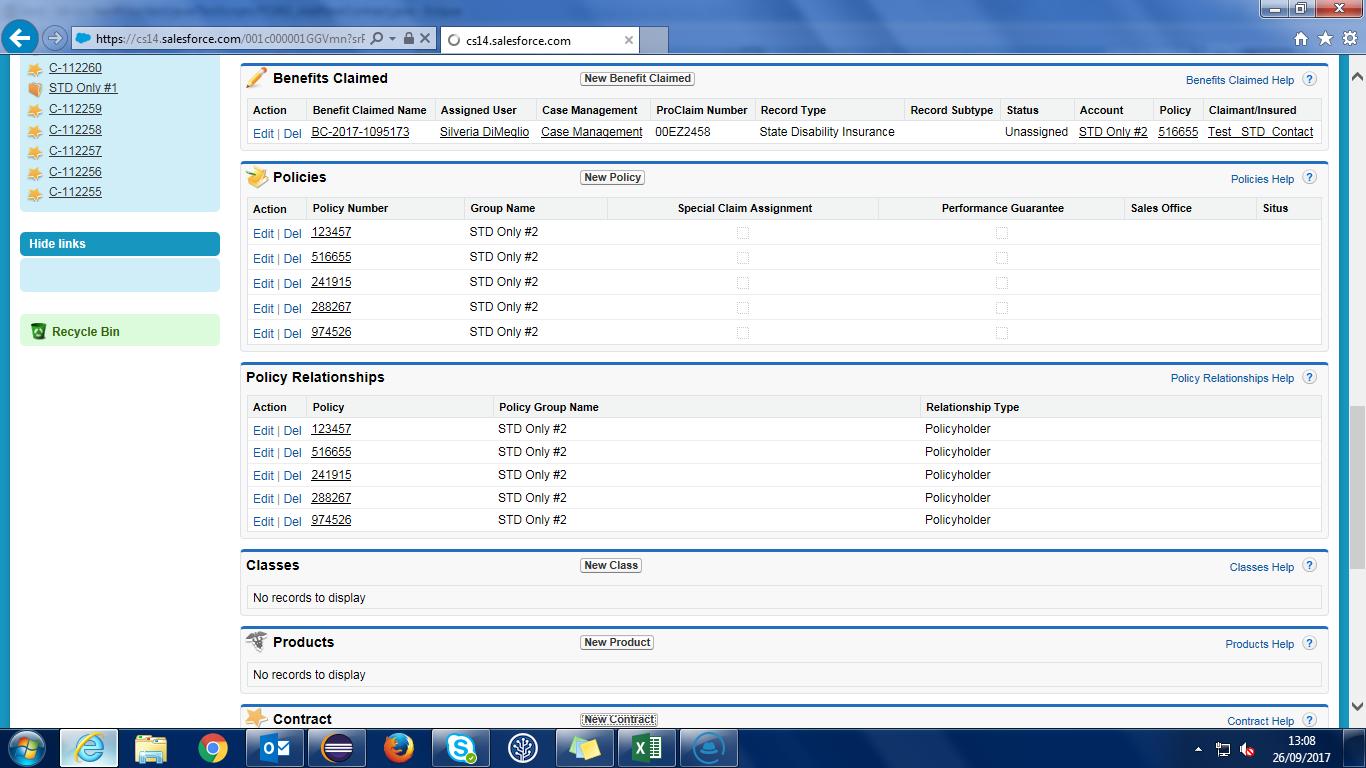 https://cs14.salesforce.com/001c000001GGVmn?srF
cs14.salesforce.com
C-112260
STD Only #1
C-112259
C-112258
C-112257
C-112256
C-112255
Hide links
Recycle Bin
Benefits Claimed New Benefit Claimed Benefits Claimed Help ?
Action Benefit Claimed Name Assigned User Case Management ProClaim Number Record Type Record Subtype Status Account Policy Claimant/Insured
Edit | Del BC-2017-1095173 Silveria DiMeglio Case Management 00EZ2458 State Disability Insurance Unassigned STD Only #2 516655 Test_STD_Contact
Policies New Policy Policies Help ?
Action Policy Number Group Name Special Claim Assignment Performance Guarantee Sales Office Situs
Edit | Del 123457 STD Only #2
Edit | Del 516655 STD Only #2
Edit | Del 241915 STD Only #2
Edit | Del 288267 STD Only #2
Edit | Del 974526 STD Only #2
Policy Relationships Policy Relationships Help ?
Action Policy Policy Group Name Relationship Type
Edit | Del 123457 STD Only #2 Policyholder
Edit | Del 516655 STD Only #2 Policyholder
Edit | Del 241915 STD Only #2 Policyholder
Edit | Del 288267 STD Only #2 Policyholder
Edit | Del 974526 STD Only #2 Policyholder
Classes New Class Classes Help ?
No records to display
Products New Product Products Help ?
No records to display
Contract New Contract Contract Help ?
13:08
26/09/2017